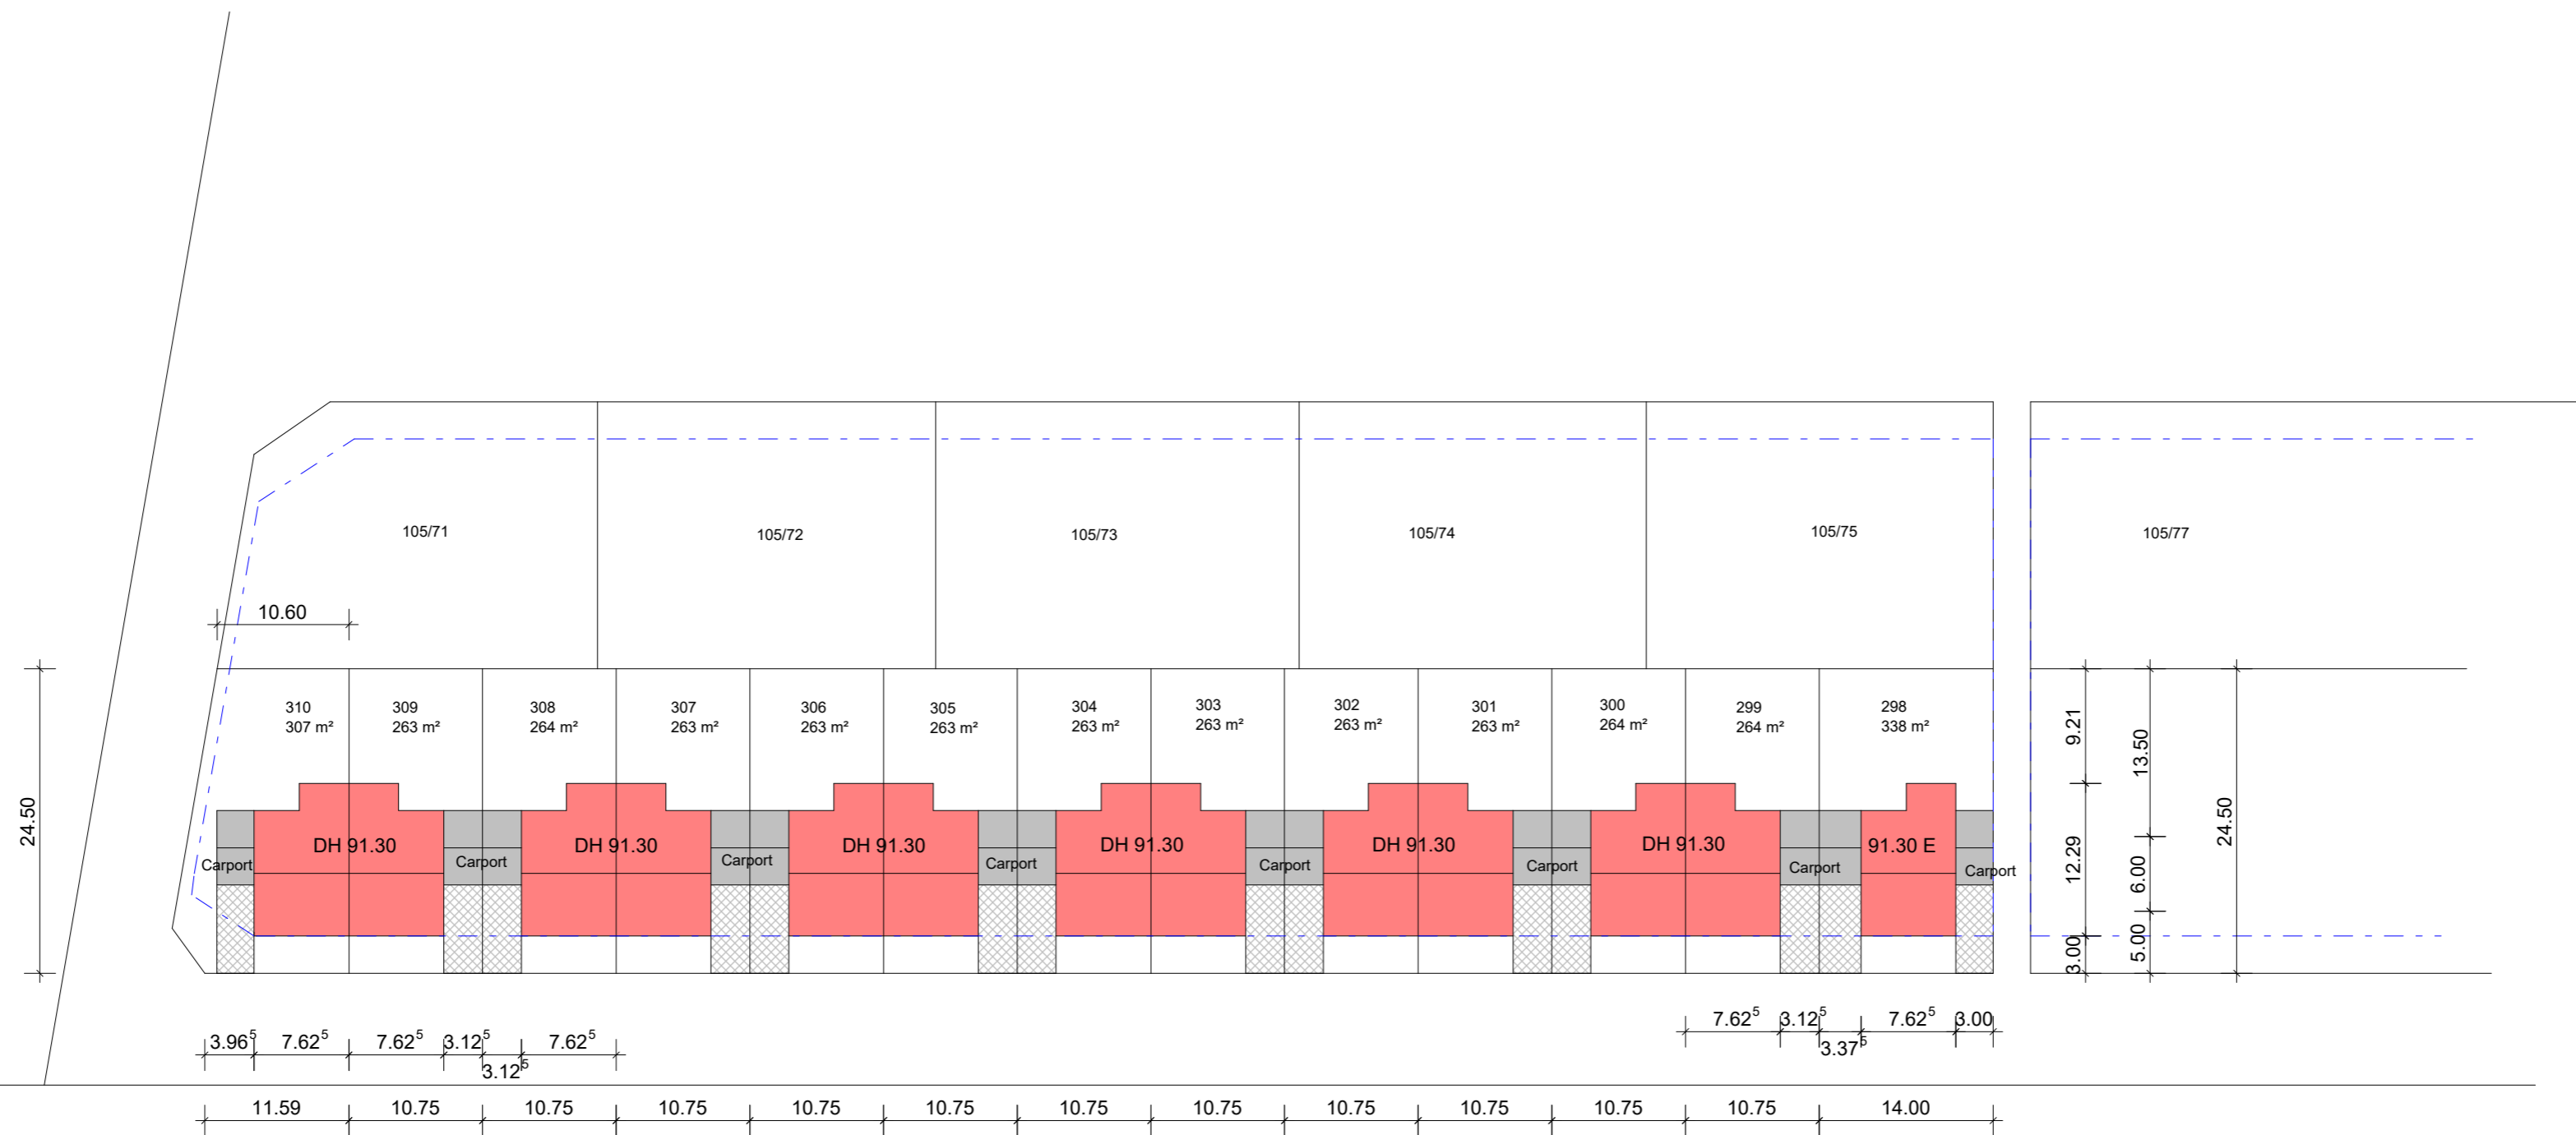 105/71
105/72
105/73
105/74
105/75
105/77
10.60
310
307 m²
309
263 m²
308
264 m²
307
263 m²
306
263 m²
305
263 m²
304
263 m²
303
263 m²
302
263 m²
301
263 m²
300
264 m²
299
264 m²
298
338 m²
24.50
9.21
12.29
3.00
13.50
6.00
5.00
24.50
DH 91.30
DH 91.30
DH 91.30
DH 91.30
DH 91.30
DH 91.30
91.30 E
Carport
Carport
Carport
Carport
Carport
Carport
Carport
Carport
3.96⁵
7.62⁵
7.62⁵
3.12⁵
3.12⁵
7.62⁵
7.62⁵
3.12⁵
3.37⁵
7.62⁵
3.00
11.59
10.75
10.75
10.75
10.75
10.75
10.75
10.75
10.75
10.75
10.75
10.75
14.00